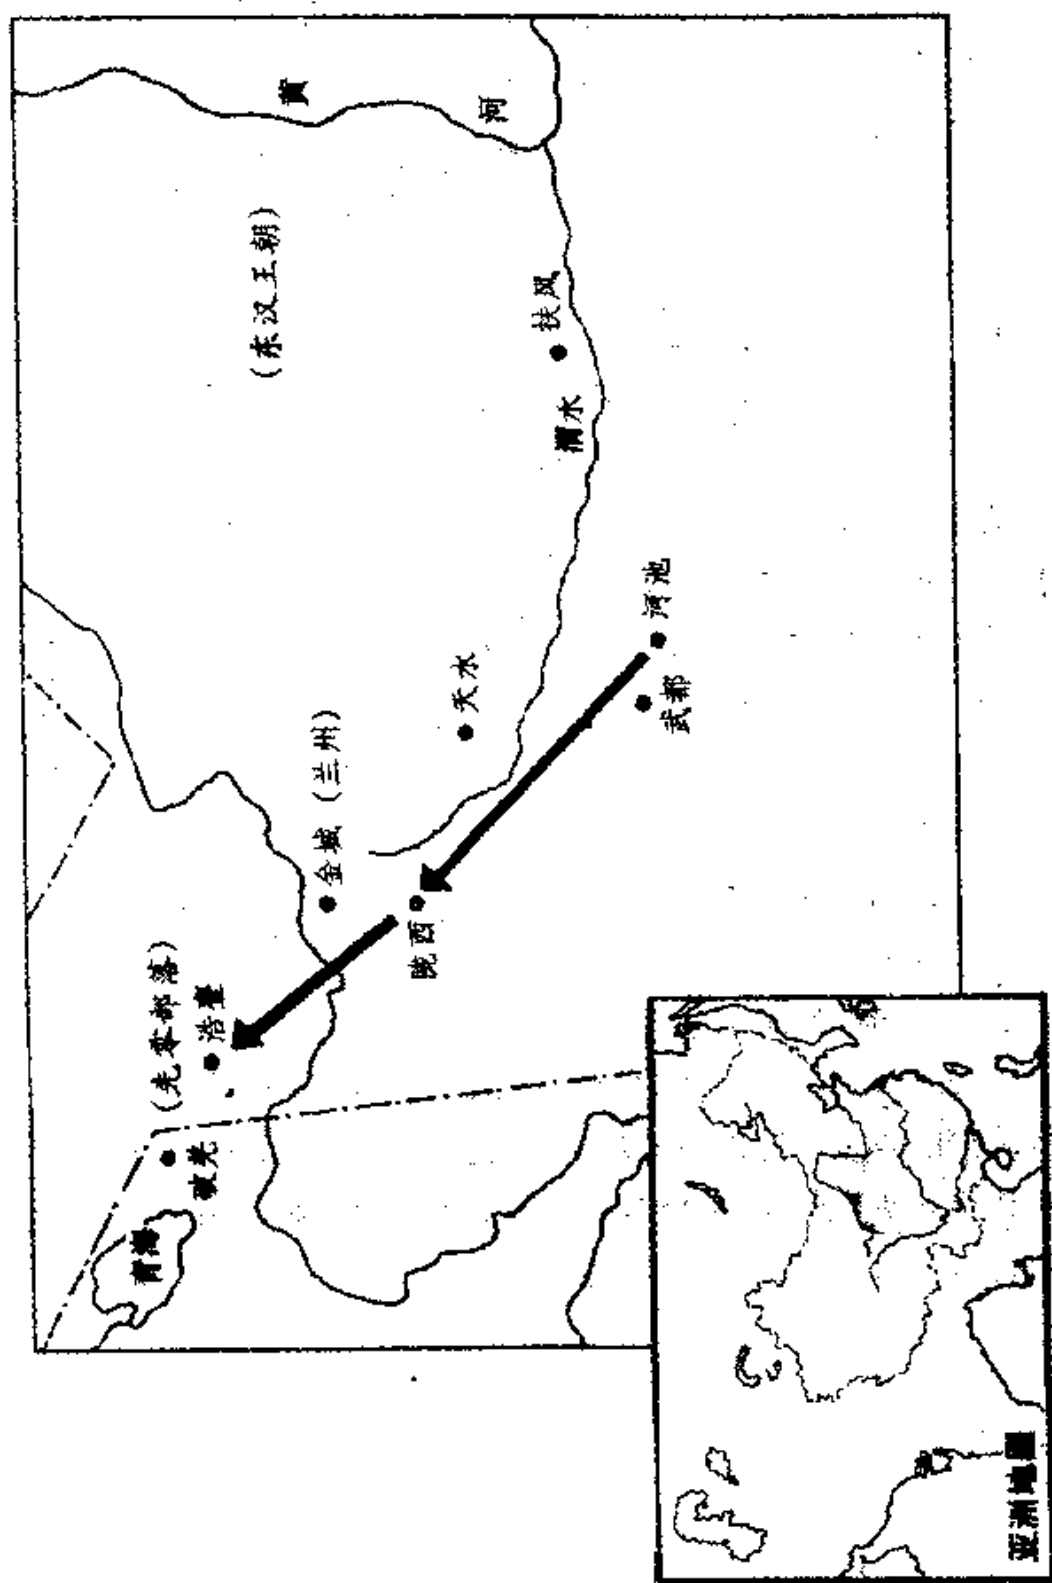 青海
破羌
(先零部落)
浩亹
金城 (兰州)
陇西
天水
武都
河池
渭水
扶风
(东汉王朝)
黄
河
亚洲地图